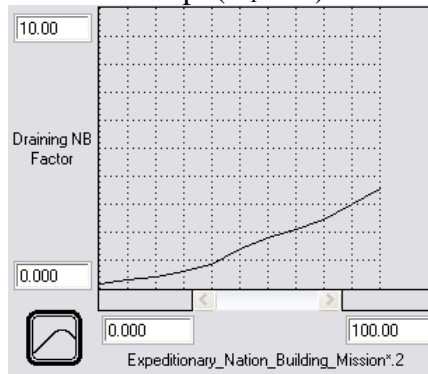 10.00
Draining NB
Factor
0.000
0.000
100.00
Expeditionary_Nation_Building_Mission*.2